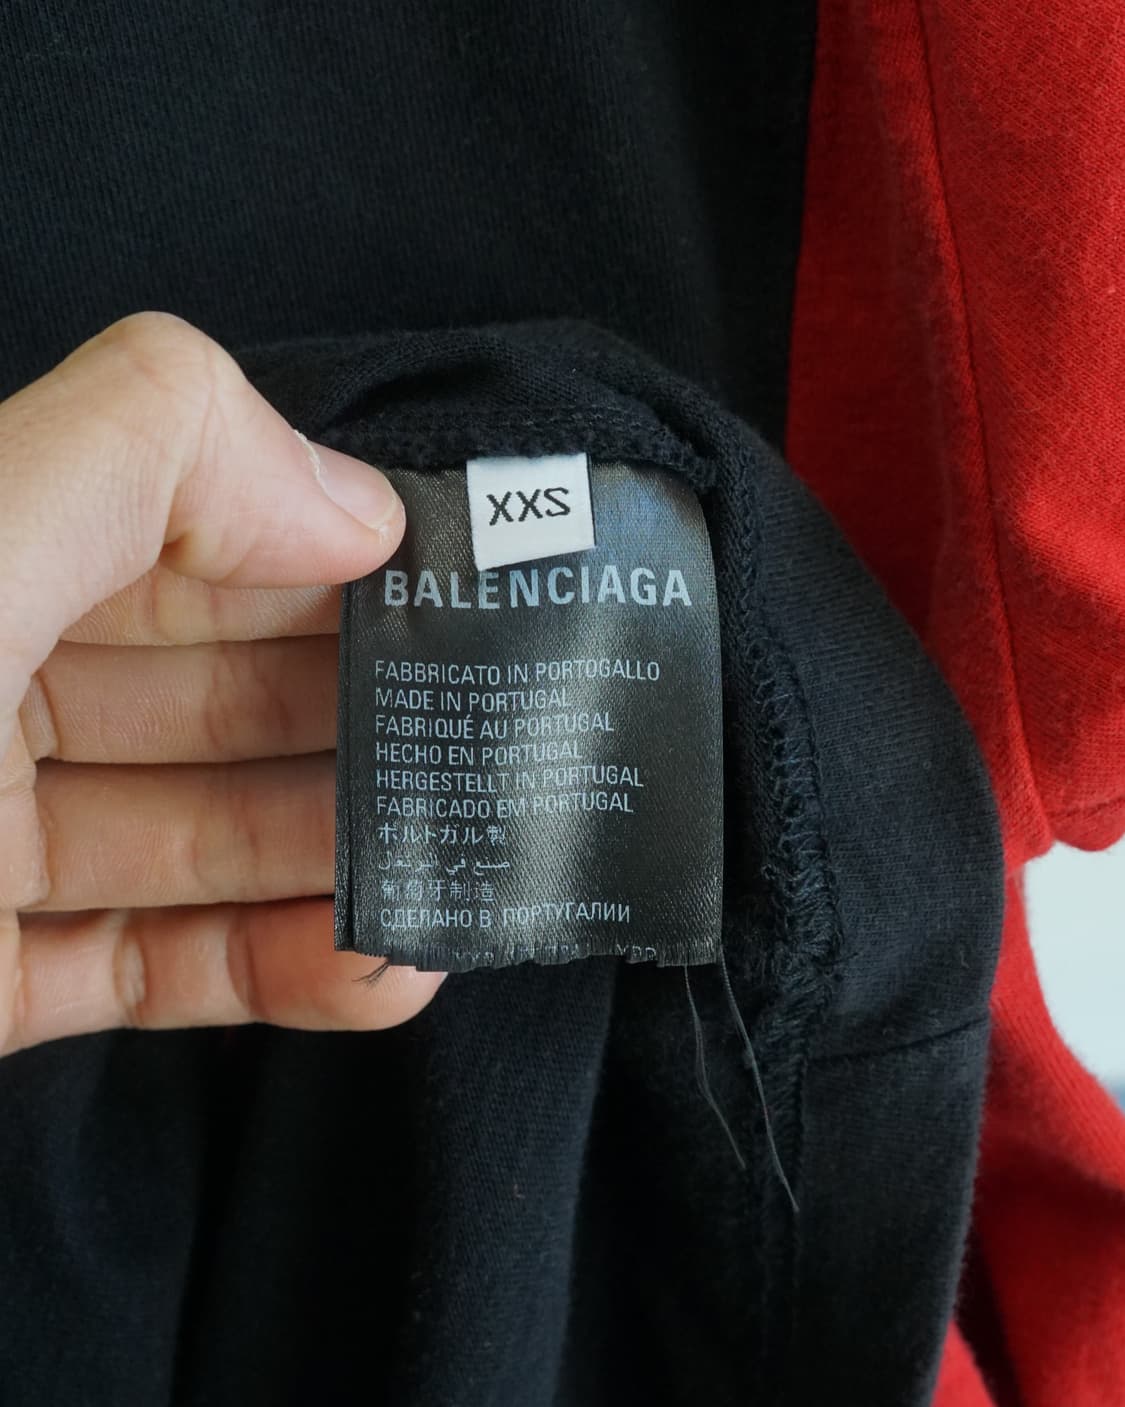 XXS
BALENCIAGA
FABBRICATO IN PORTOGALLO
MADE IN PORTUGAL
FABRIQUÉ AU PORTUGAL
HECHO EN PORTUGAL
HERGESTELLT IN PORTUGAL
FABRICADO EM PORTUGAL
ポルトガル製
صنع في البرتغال
葡萄牙制造
СДЕЛАНО В ПОРТУГАЛИИ